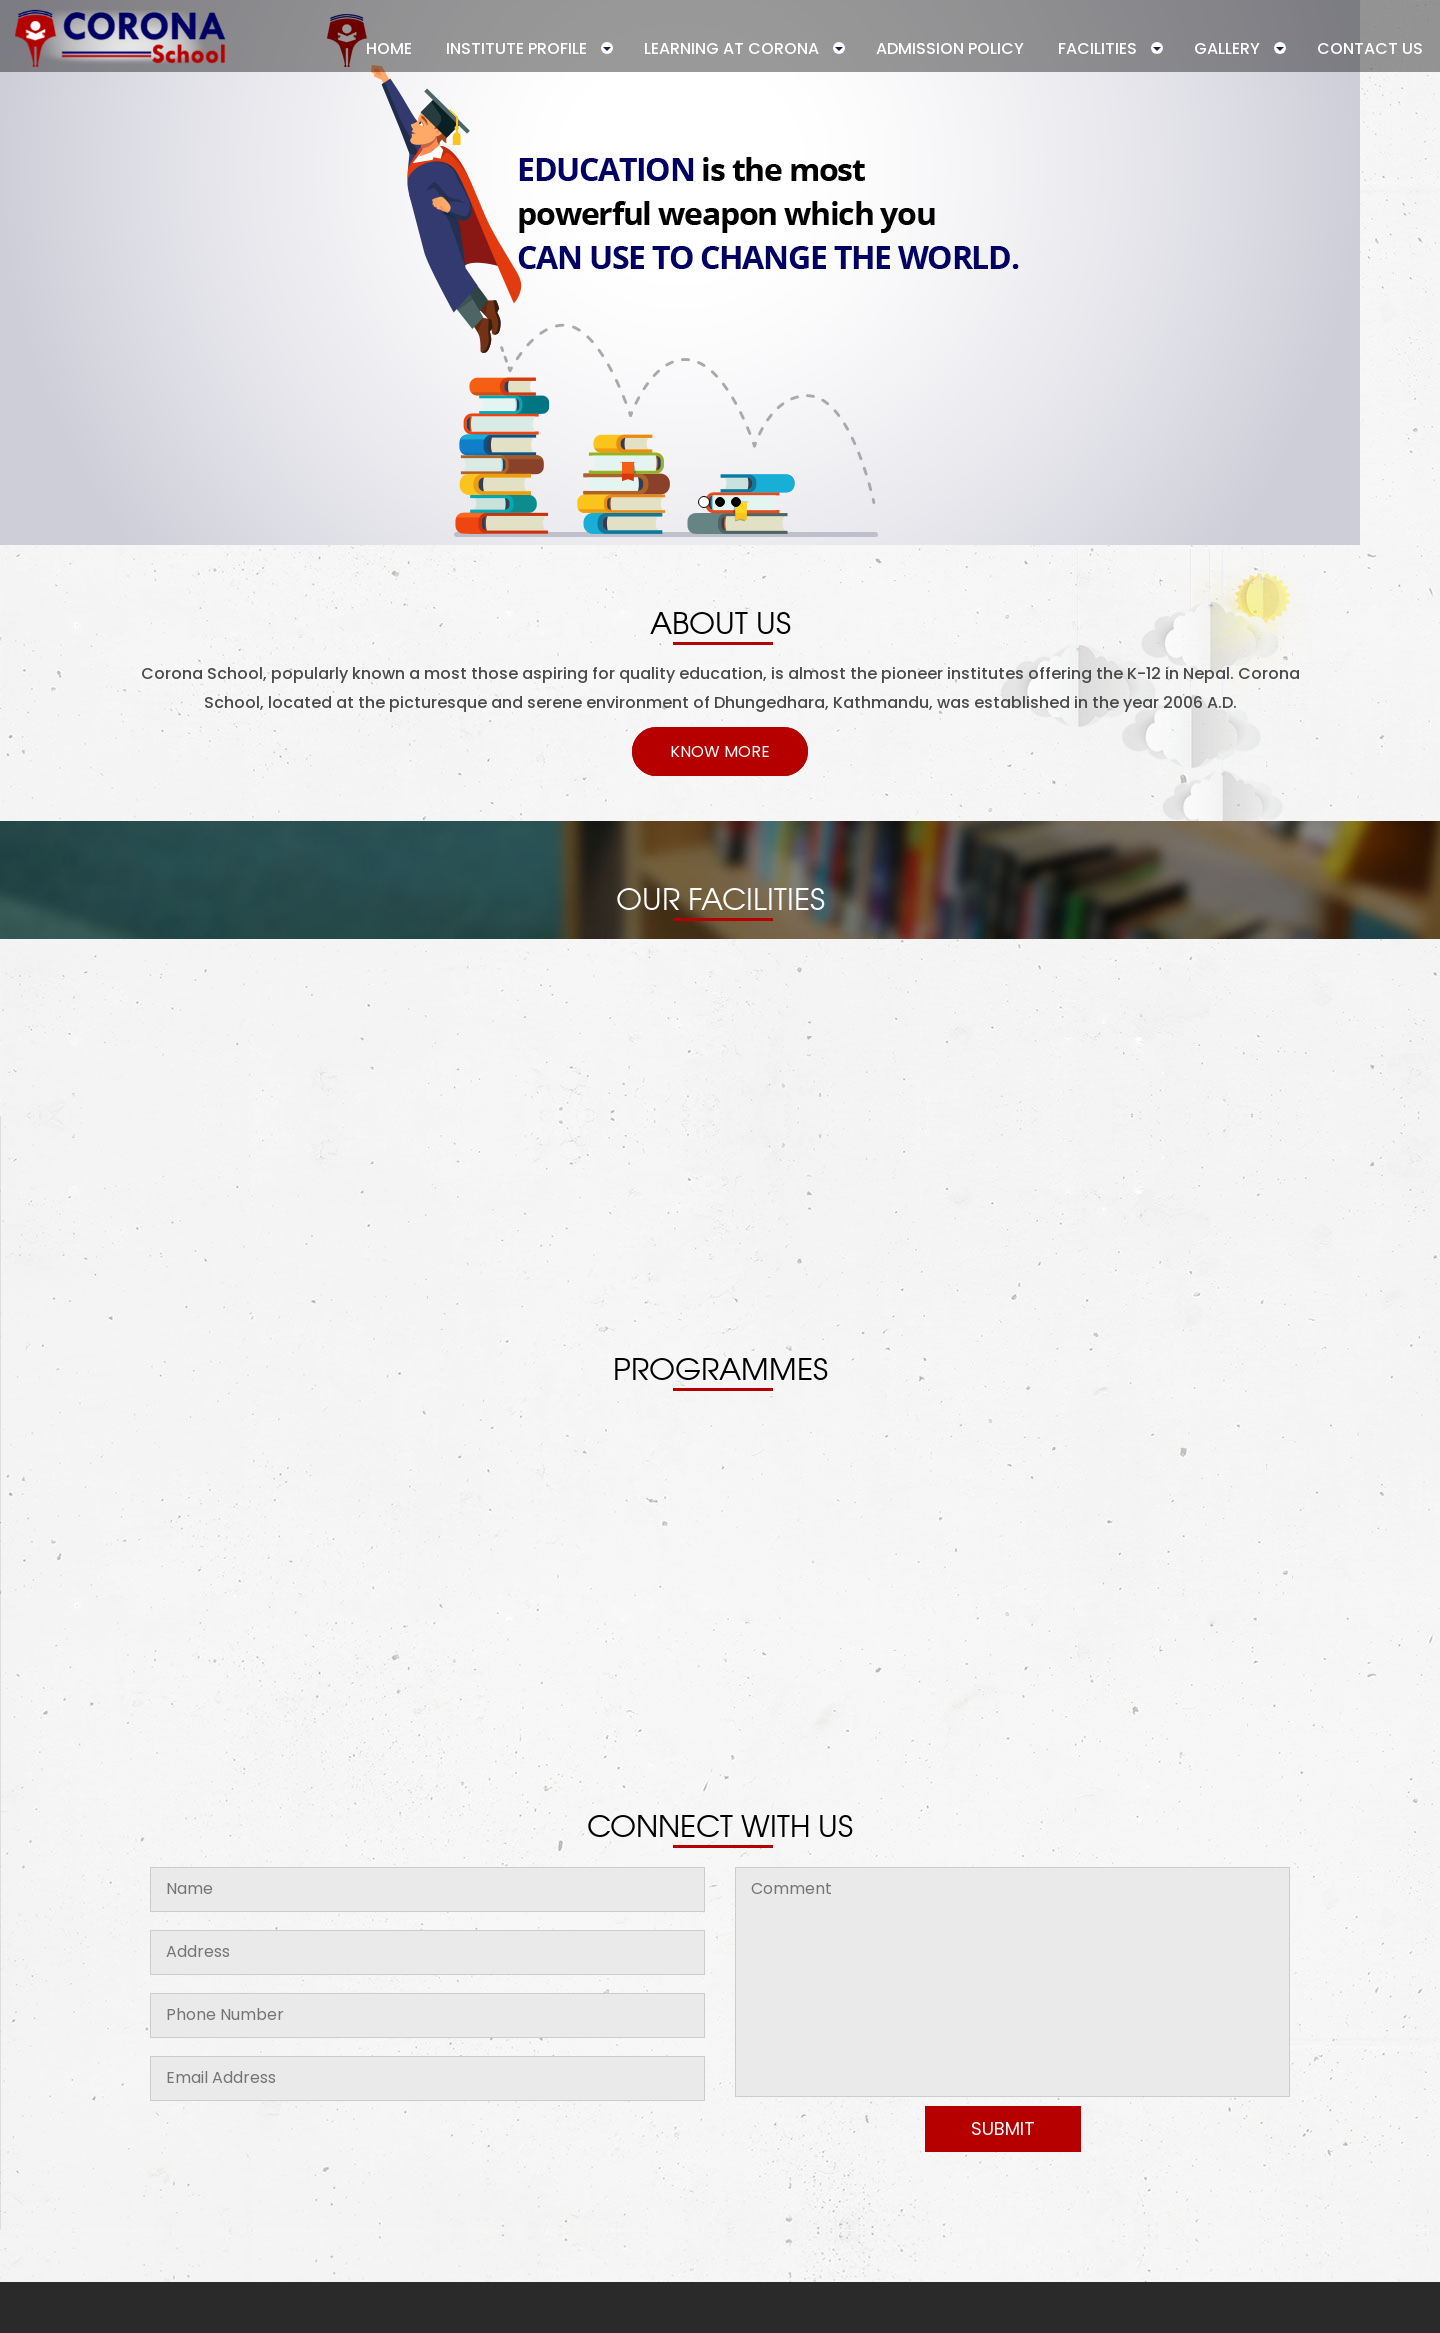 CORONA
School
HOME INSTITUTE PROFILE LEARNING AT CORONA ADMISSION POLICY FACILITIES GALLERY CONTACT US
EDUCATION is the most
powerful weapon which you
CAN USE TO CHANGE THE WORLD.
ABOUT US
Corona School, popularly known a most those aspiring for quality education, is almost the pioneer institutes offering the K-12 in Nepal. Corona
School, located at the picturesque and serene environment of Dhungedhara, Kathmandu, was established in the year 2006 A.D.
KNOW MORE
OUR FACILITIES
PROGRAMMES
CONNECT WITH US
Name
Comment
Address
Phone Number
Email Address
SUBMIT